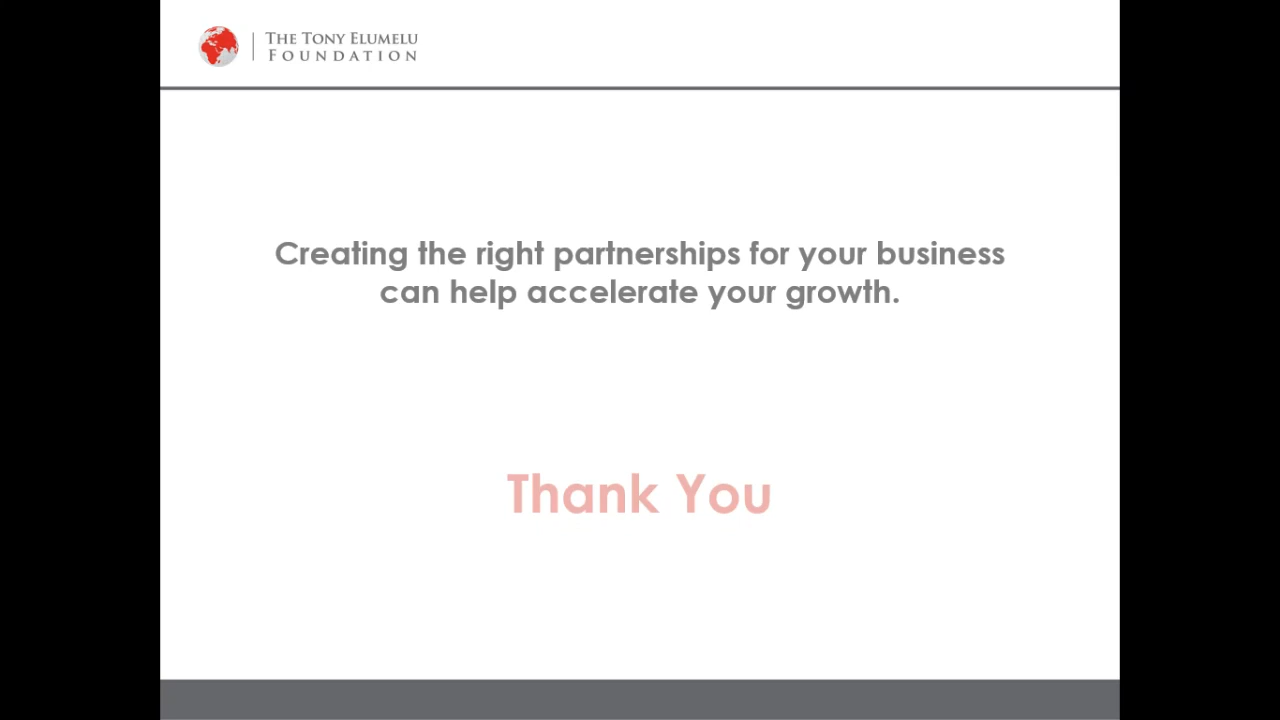 The Tony Elumelu
Foundation
Creating the right partnerships for your business
can help accelerate your growth.
Thank You